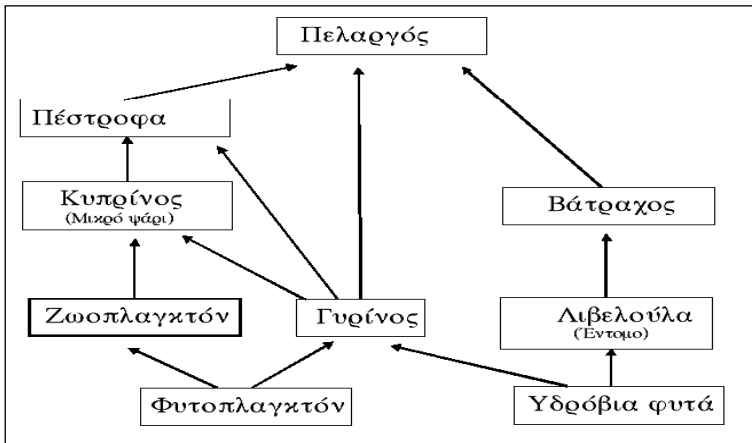 Πελαργός
Πέστροφα
Κυπρίνος
(Μικρό ψάρι)
Βάτραχος
Ζωοπλαγκτόν
Γυρίνος
Λιβελούλα
(Έντομο)
Φυτοπλαγκτόν
Υδρόβια φυτά